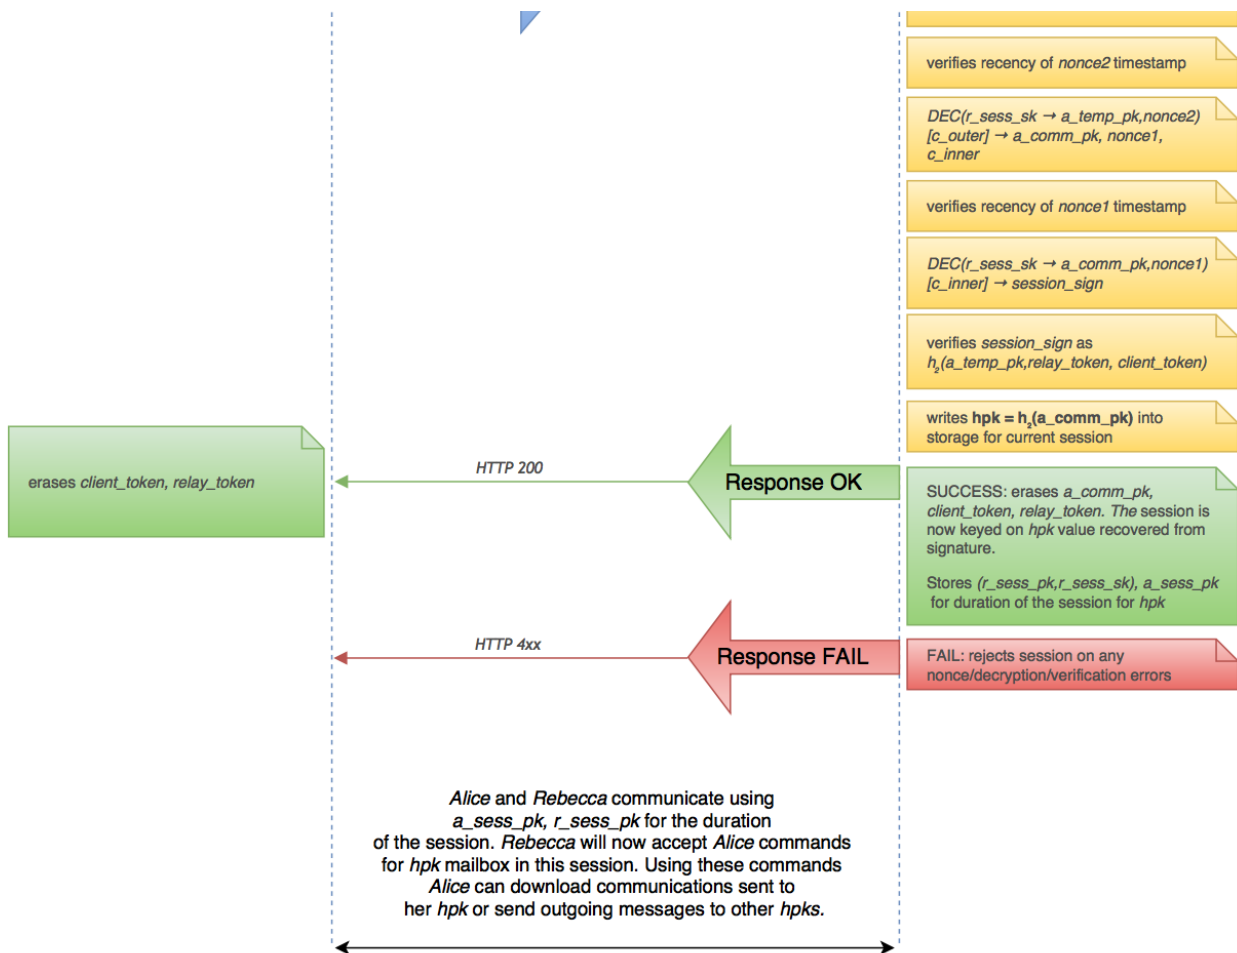 verifies recency of nonce2 timestamp
DEC(r_sess_sk → a_temp_pk,nonce2)
[c_outer] → a_comm_pk, nonce1,
c_inner
verifies recency of nonce1 timestamp
DEC(r_sess_sk → a_comm_pk,nonce1)
[c_inner] → session_sign
verifies session_sign as
h₂(a_temp_pk,relay_token, client_token)
writes hpk = h₂(a_comm_pk) into
storage for current session
erases client_token, relay_token
HTTP 200
Response OK
SUCCESS: erases a_comm_pk,
client_token, relay_token. The session is
now keyed on hpk value recovered from
signature.
Stores (r_sess_pk,r_sess_sk), a_sess_pk
for duration of the session for hpk
HTTP 4xx
Response FAIL
FAIL: rejects session on any
nonce/decryption/verification errors
Alice and Rebecca communicate using
a_sess_pk, r_sess_pk for the duration
of the session. Rebecca will now accept Alice commands
for hpk mailbox in this session. Using these commands
Alice can download communications sent to
her hpk or send outgoing messages to other hpks.